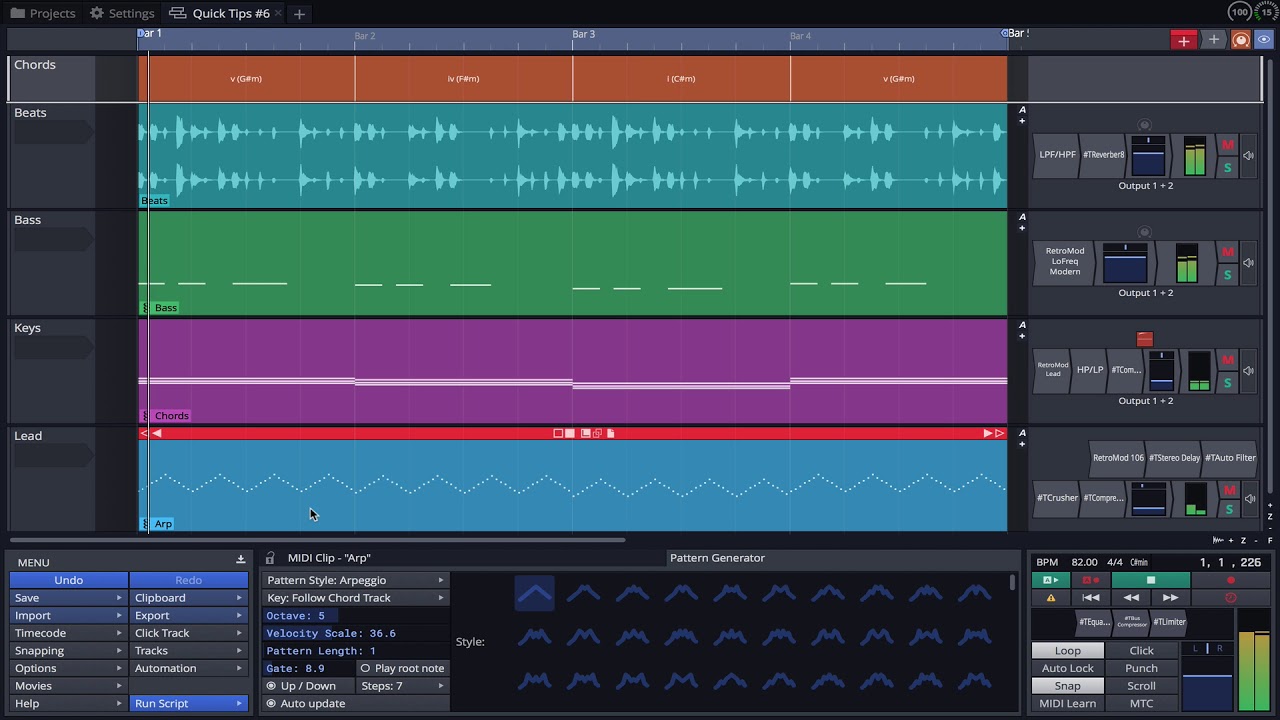 Projects Settings Quick Tips #6 × +
100 15
Bar 1 Bar 2 Bar 3 Bar 4 Bar
Chords v (G#m) iv (F#m) i (C#m) v (G#m)
Beats
Beats
A
+
LPF/HPF #TReverber8 M
S
Output 1 + 2
Bass
Bass
A
+
RetroMod
LoFreq
Modern
M
S
Output 1 + 2
Keys
Chords
A
+
RetroMod
Lead
HP/LP #TCom... M
S
Output 1 + 2
Lead
Arp
A
+
RetroMod 106 #TStereo Delay #TAuto Filter
#TCrusher #TCompre... M
S
+
Z
-
+ Z - F
MENU
Undo Redo
Save Clipboard
Import Export
Timecode Click Track
Snapping Tracks
Options Automation
Movies
Help Run Script
MIDI Clip - "Arp" Pattern Generator
Pattern Style: Arpeggio
Key: Follow Chord Track
Octave: 5
Velocity Scale: 36.6
Pattern Length: 1
Gate: 8.9 Play root note
Up / Down Steps: 7
Auto update
Style:
BPM 82.00 4/4 C#min 1, 1, 226
A A
#TEqua... #TBus
Compressor #TLimiter
Loop Click
Auto Lock Punch
Snap Scroll
MIDI Learn MTC
L R